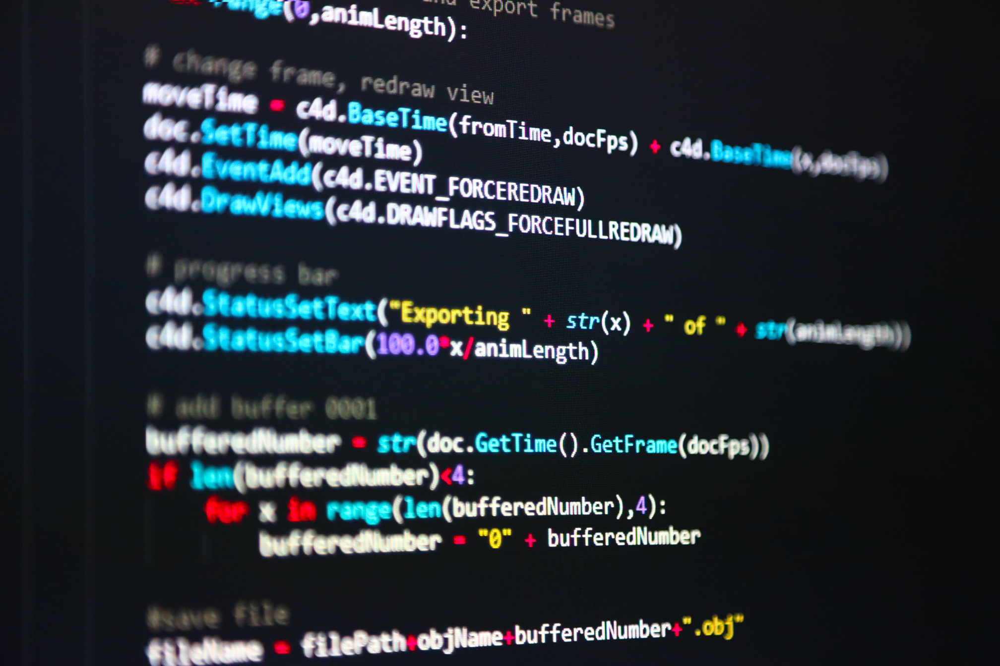 and export frames
range(0,animLength):
# change frame, redraw view
moveTime = c4d.BaseTime(fromTime,docFps) + c4d.BaseTime(x,docFps)
doc.SetTime(moveTime)
c4d.EventAdd(c4d.EVENT_FORCEREDRAW)
c4d.DrawViews(c4d.DRAWFLAGS_FORCEFULLREDRAW)
# progress bar
c4d.StatusSetText("Exporting " + str(x) + " of " + str(animLength))
c4d.StatusSetBar(100.0*x/animLength)
# add buffer 0001
bufferedNumber = str(doc.GetTime().GetFrame(docFps))
if len(bufferedNumber)<4:
for x in range(len(bufferedNumber),4):
bufferedNumber = "0" + bufferedNumber
#save file
fileName = filePath+objName+bufferedNumber+".obj"